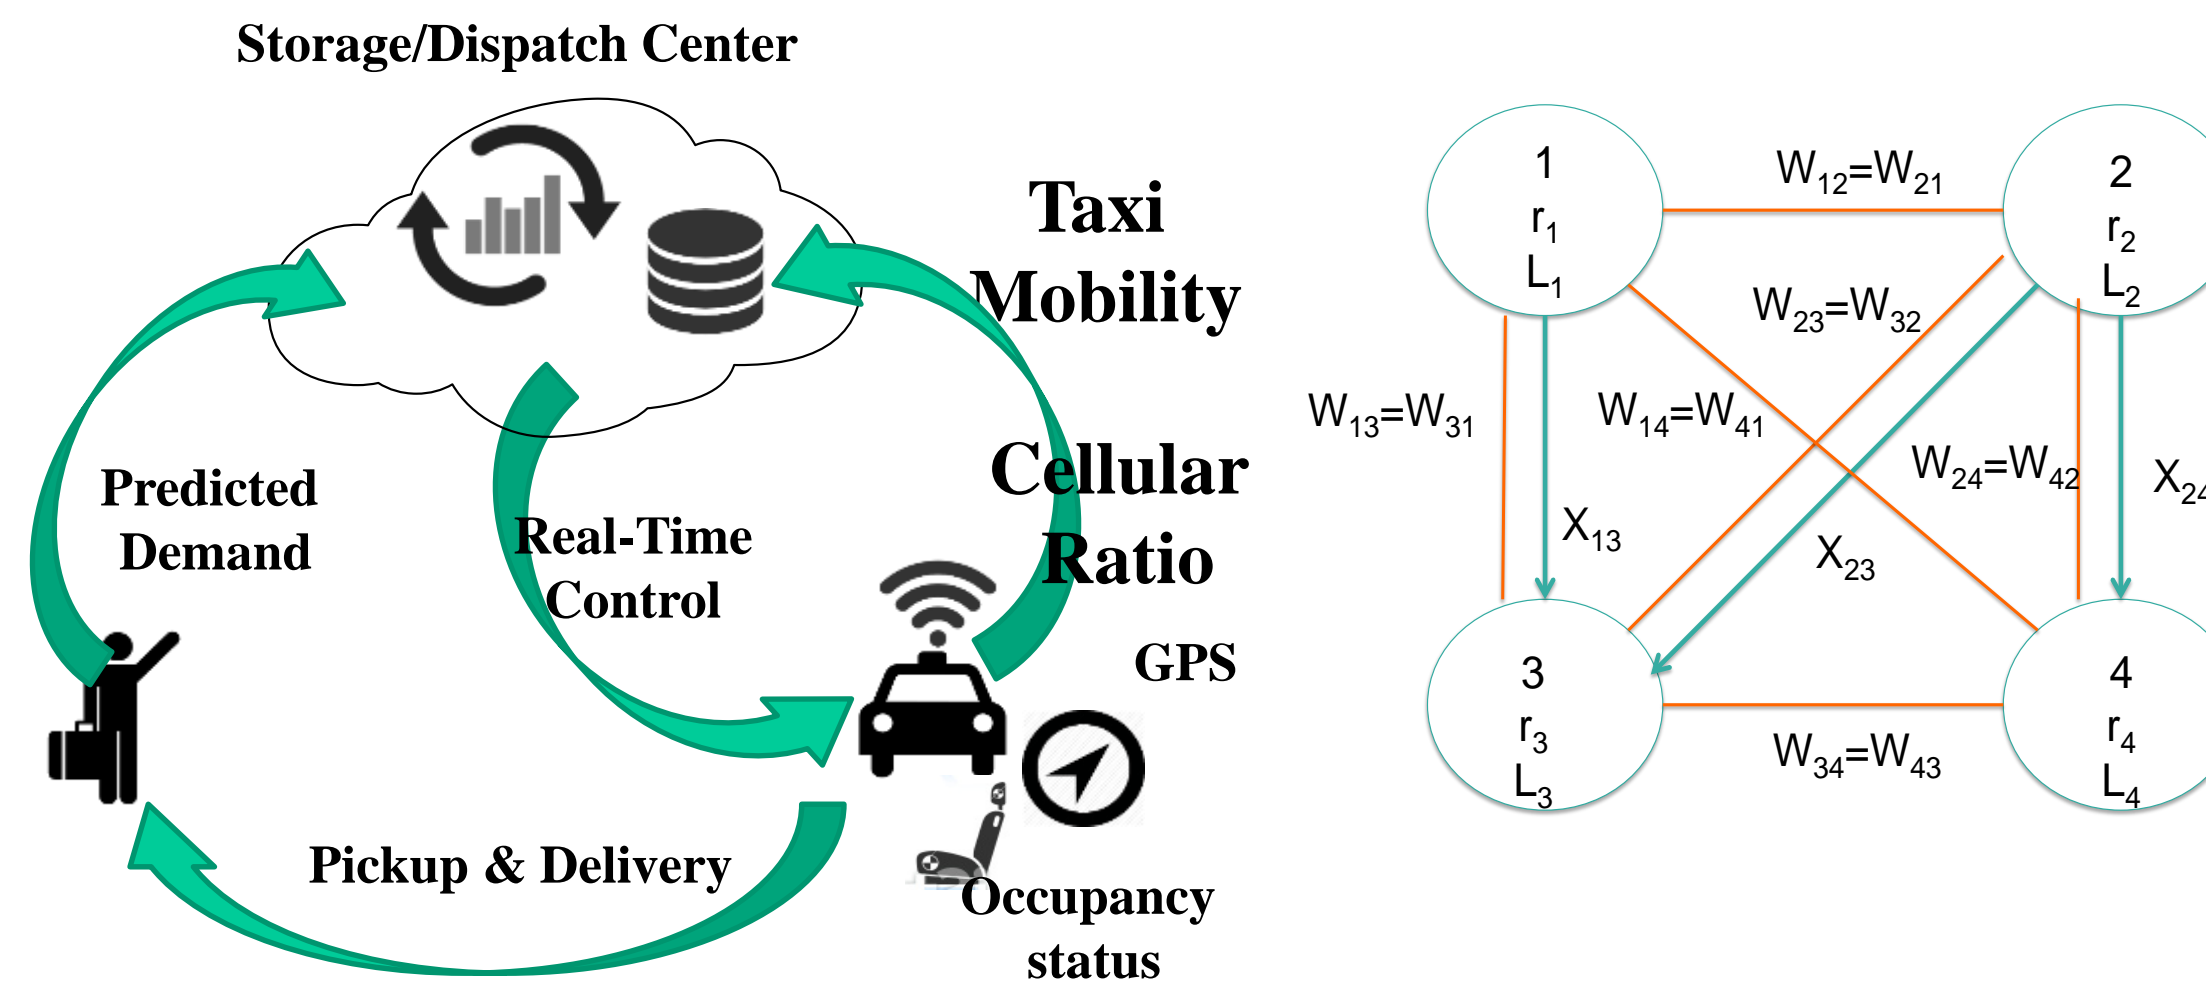 Storage/Dispatch Center
Taxi
Mobility
Cellular
Ratio
Predicted
Demand
Real-Time
Control
GPS
Pickup & Delivery
Occupancy
status
1
r1
L1
W12=W21
2
r2
L2
W23=W32
W13=W31
W14=W41
W24=W42
X24
X13
X23
3
r3
L3
W34=W43
4
r4
L4